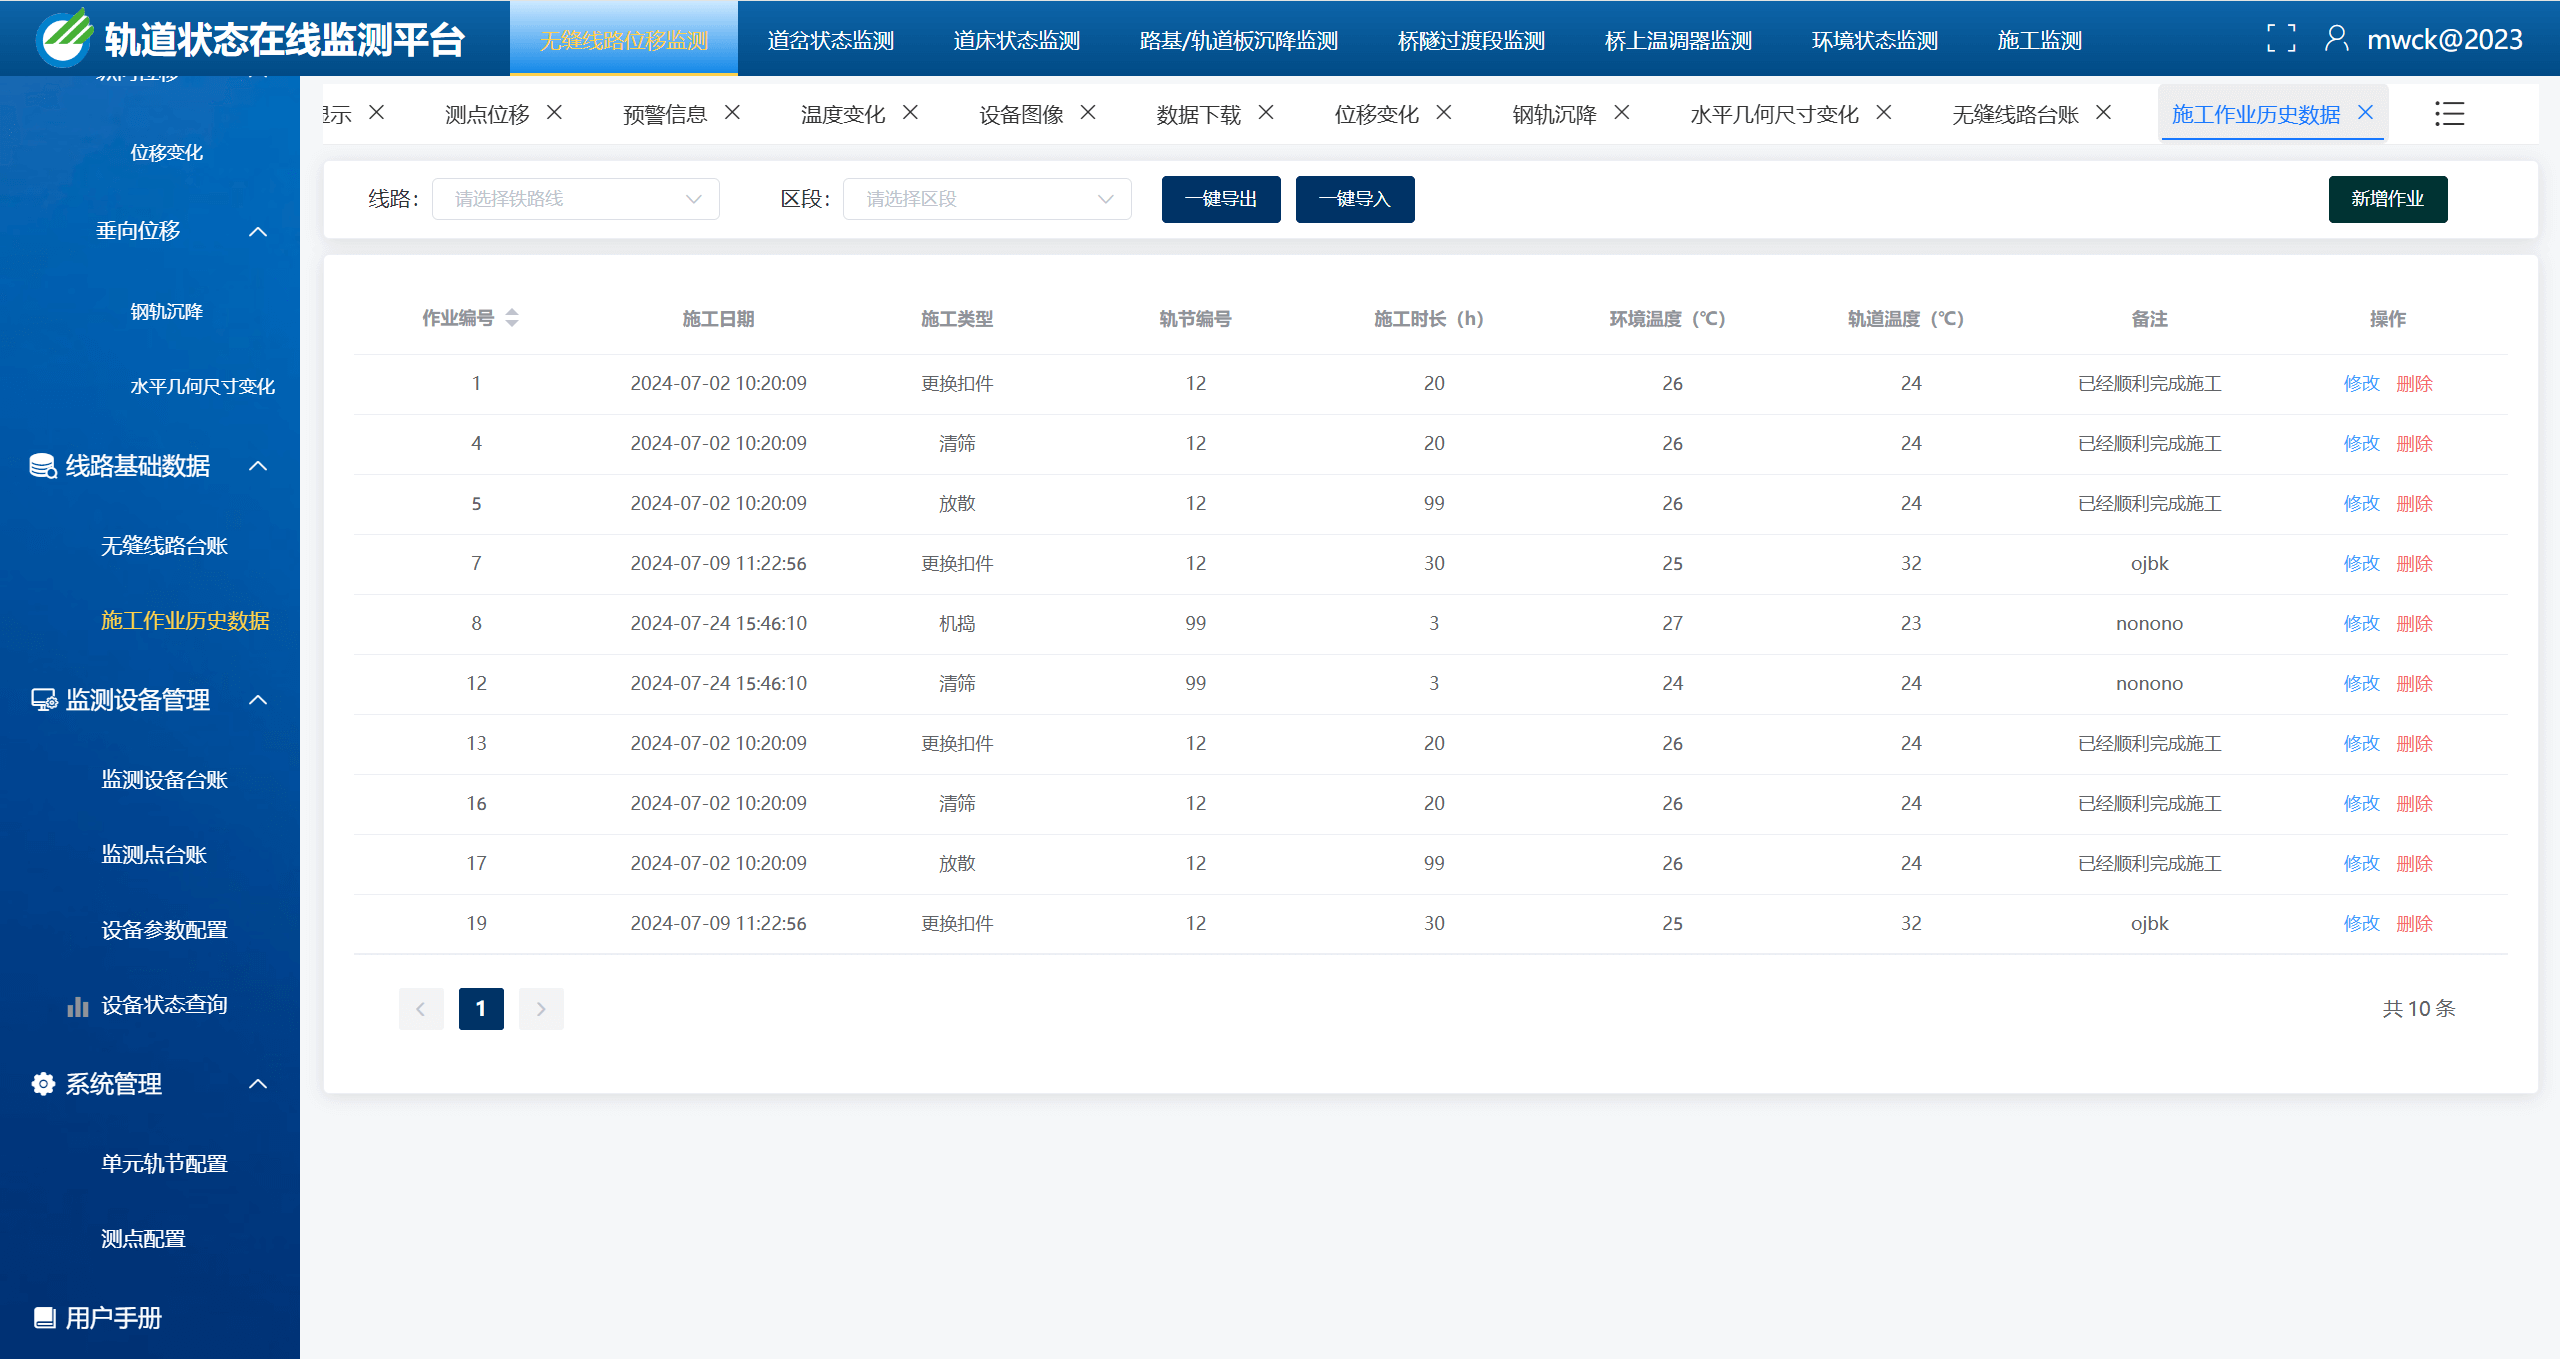 轨道状态在线监测平台
无缝线路位移监测 道岔状态监测 道床状态监测 路基/轨道板沉降监测 桥隧过渡段监测 桥上温调器监测 环境状态监测 施工监测 mwck@2023
位移变化
垂向位移
钢轨沉降
水平几何尺寸变化
线路基础数据
无缝线路台账
施工作业历史数据
监测设备管理
监测设备台账
监测点台账
设备参数配置
设备状态查询
系统管理
单元轨节配置
测点配置
用户手册
示 测点位移 预警信息 温度变化 设备图像 数据下载 位移变化 钢轨沉降 水平几何尺寸变化 无缝线路台账 施工作业历史数据
线路： 请选择铁路线 区段： 请选择区段 一键导出 一键导入 新增作业
作业编号 施工日期 施工类型 轨节编号 施工时长（h） 环境温度（℃） 轨道温度（℃） 备注 操作
1 2024-07-02 10:20:09 更换扣件 12 20 26 24 已经顺利完成施工 修改 删除
4 2024-07-02 10:20:09 清筛 12 20 26 24 已经顺利完成施工 修改 删除
5 2024-07-02 10:20:09 放散 12 99 26 24 已经顺利完成施工 修改 删除
7 2024-07-09 11:22:56 更换扣件 12 30 25 32 ojbk 修改 删除
8 2024-07-24 15:46:10 机捣 99 3 27 23 nonono 修改 删除
12 2024-07-24 15:46:10 清筛 99 3 24 24 nonono 修改 删除
13 2024-07-02 10:20:09 更换扣件 12 20 26 24 已经顺利完成施工 修改 删除
16 2024-07-02 10:20:09 清筛 12 20 26 24 已经顺利完成施工 修改 删除
17 2024-07-02 10:20:09 放散 12 99 26 24 已经顺利完成施工 修改 删除
19 2024-07-09 11:22:56 更换扣件 12 30 25 32 ojbk 修改 删除
1 共 10 条